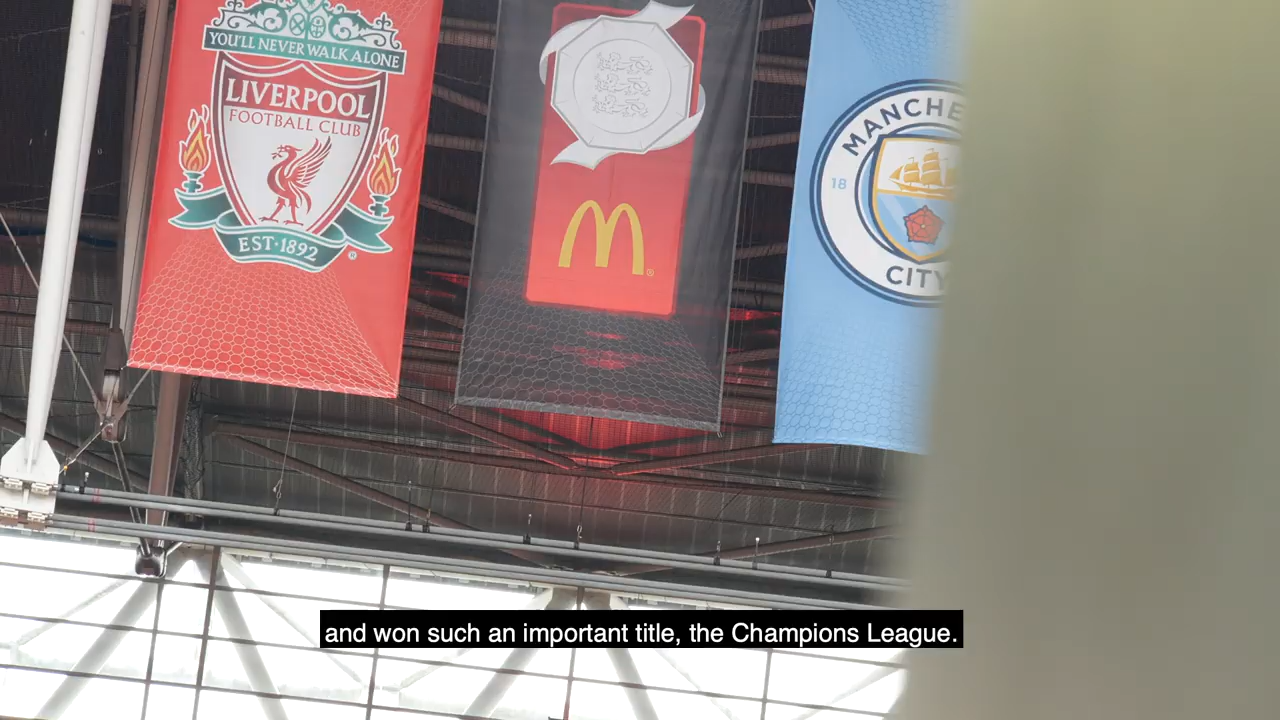 YOU'LL NEVER WALK ALONE
LIVERPOOL
FOOTBALL CLUB
EST·1892
®
®
MANCHE
18
CITY
and won such an important title, the Champions League.